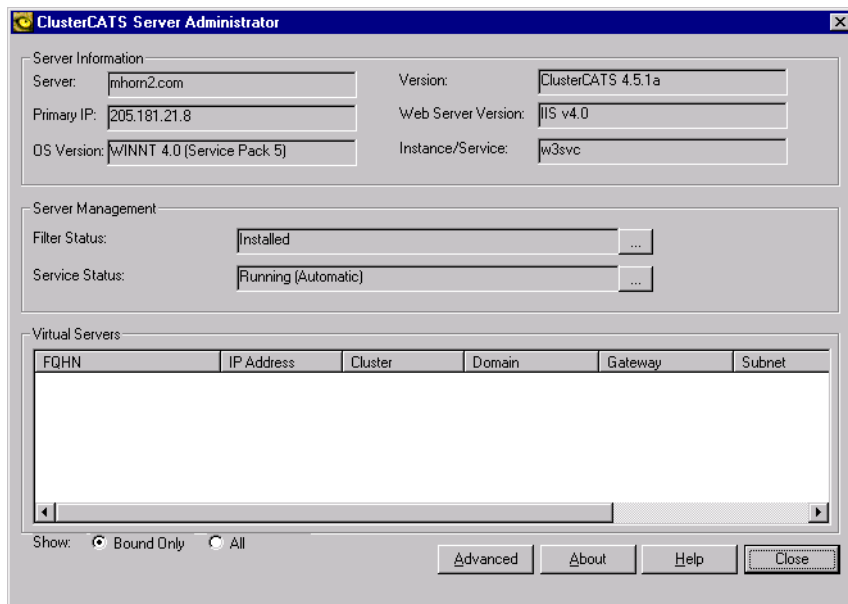 ClusterCATS Server Administrator
Server Information
Server: mhorn2.com
Version: ClusterCATS 4.5.1a
Primary IP: 205.181.21.8
Web Server Version: IIS v4.0
OS Version: WINNT 4.0 (Service Pack 5)
Instance/Service: w3svc
Server Management
Filter Status: Installed ...
Service Status: Running (Automatic) ...
Virtual Servers
FQHN IP Address Cluster Domain Gateway Subnet
Show: Bound Only All
Advanced About Help Close